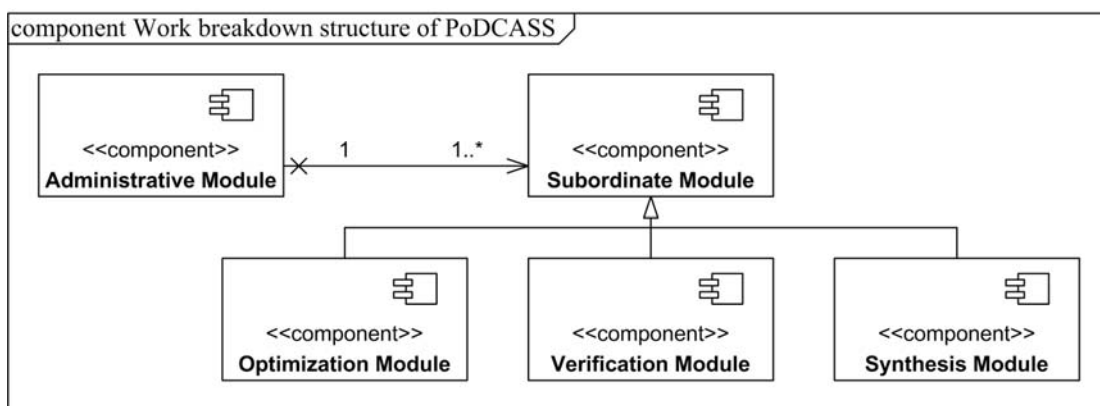 component Work breakdown structure of PoDCASS
<<component>>
Administrative Module
1
1..*
<<component>>
Subordinate Module
<<component>>
Optimization Module
<<component>>
Verification Module
<<component>>
Synthesis Module